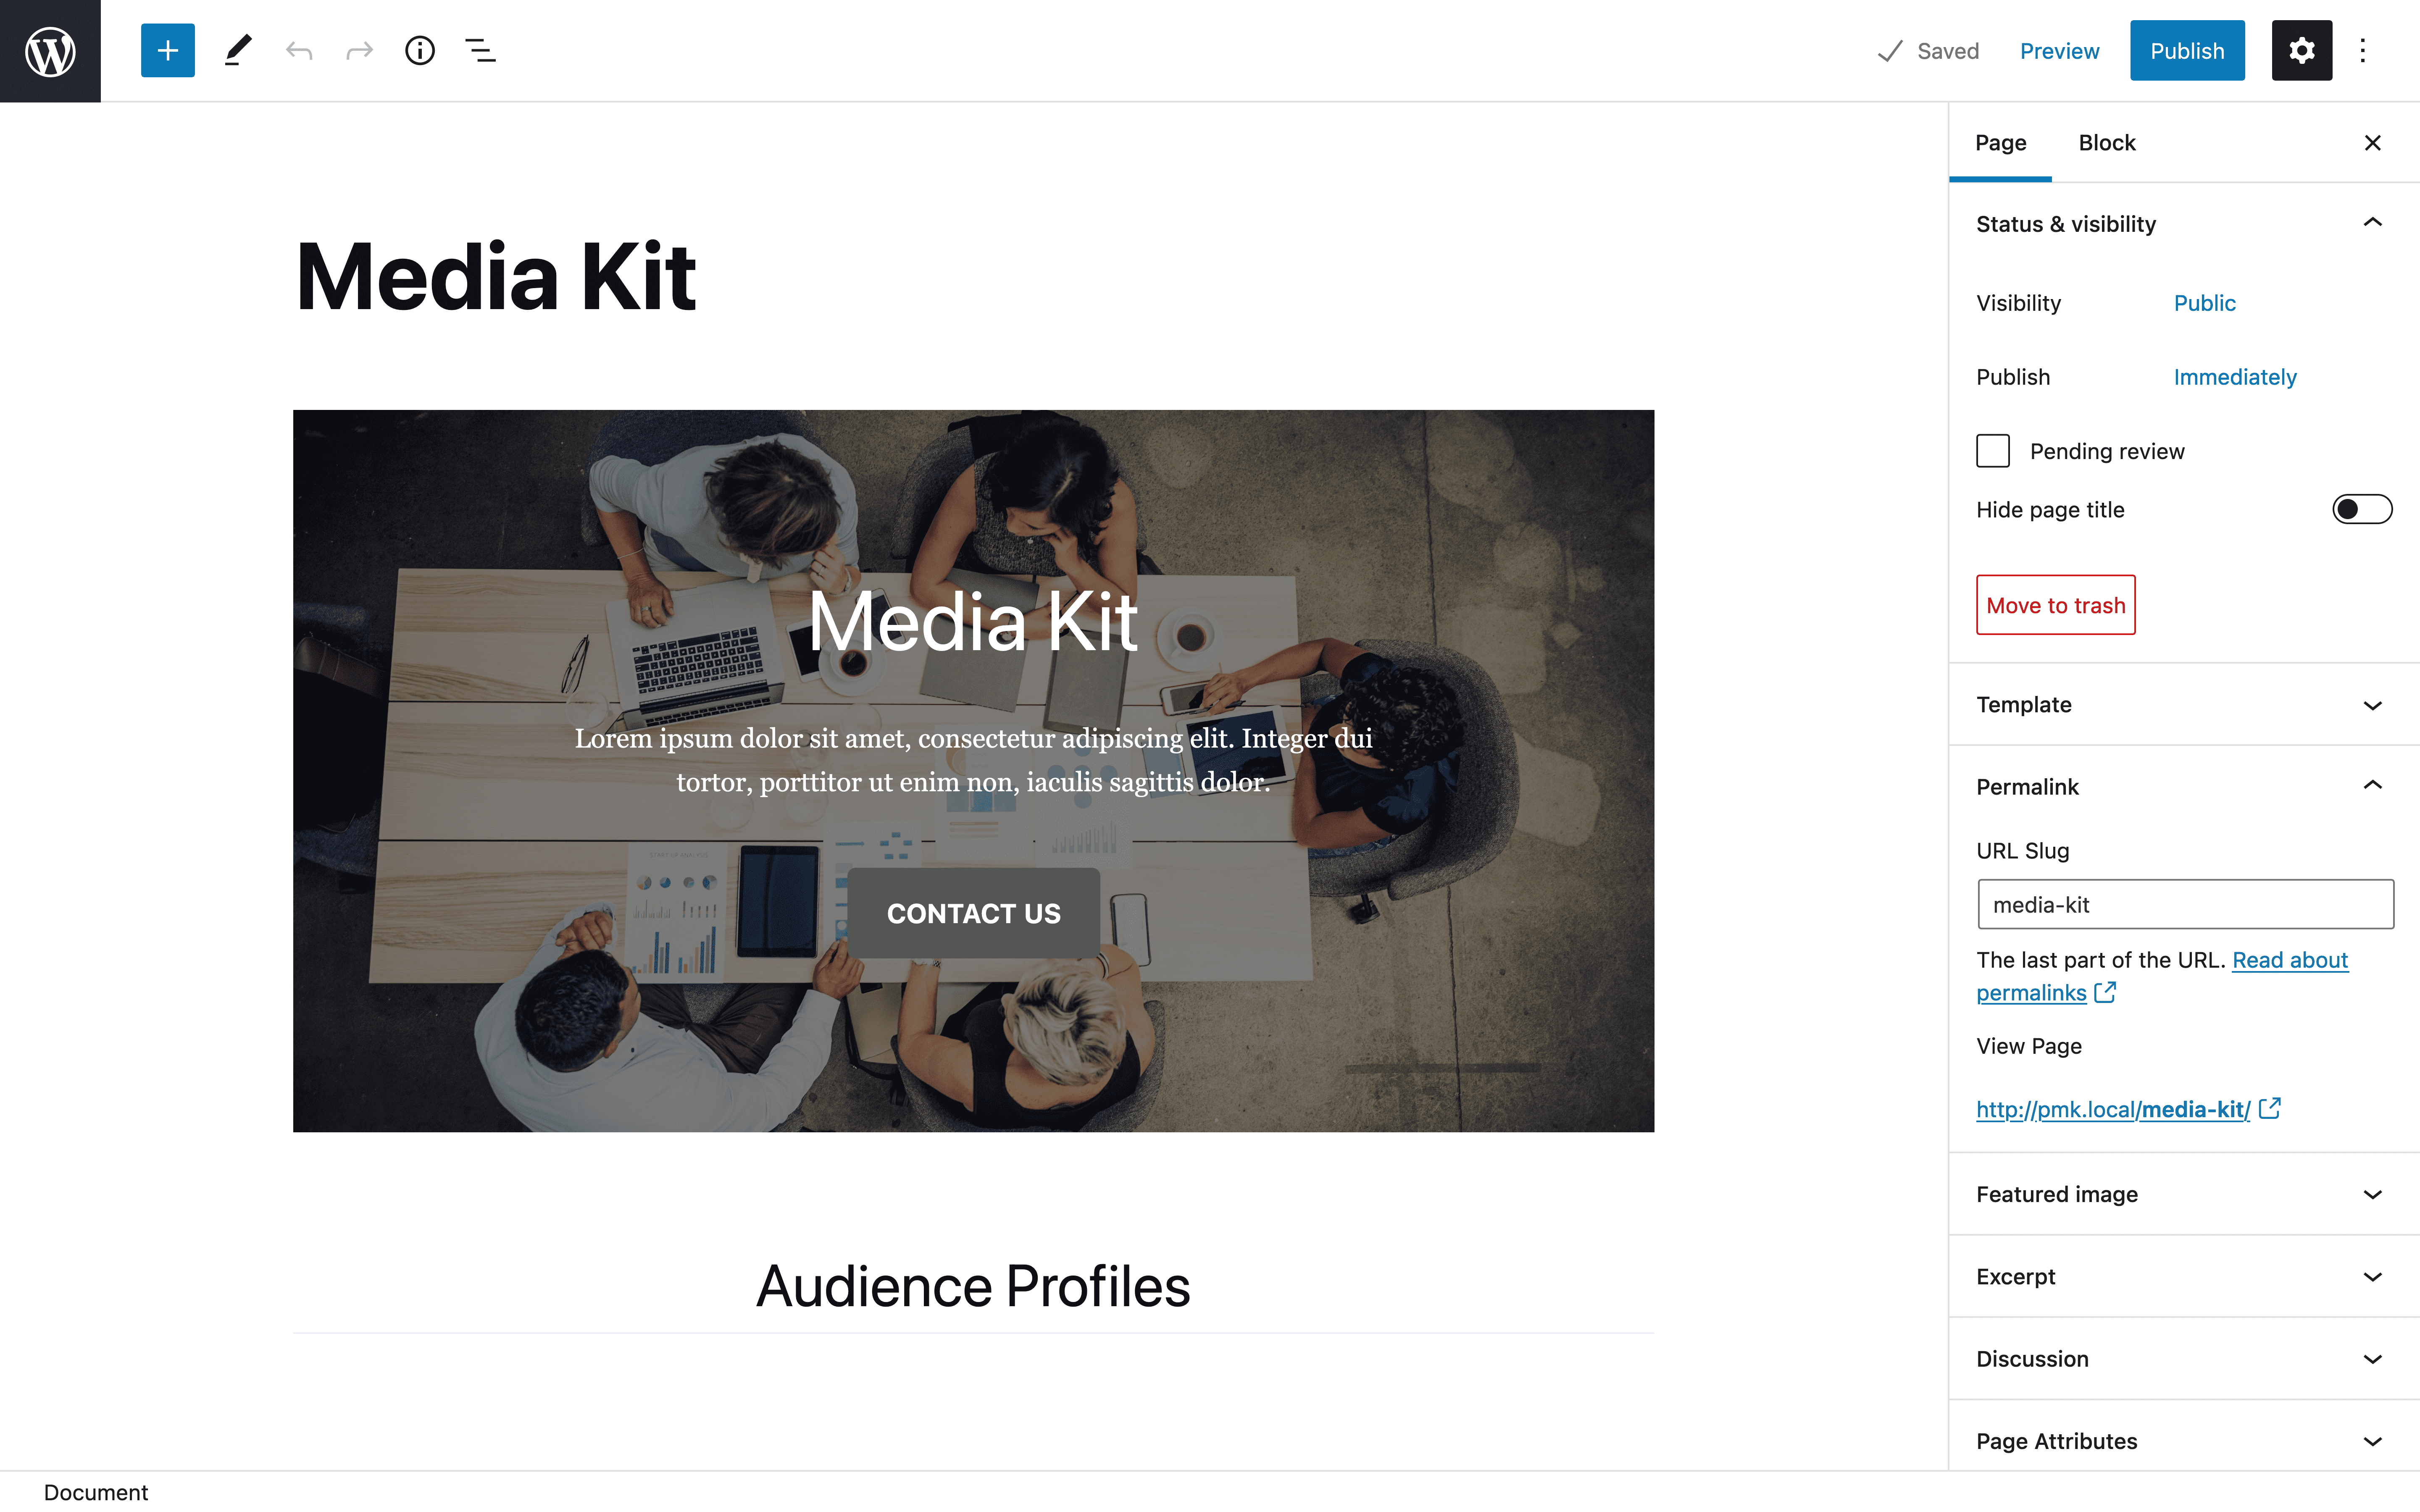 Saved
Preview
Publish
Page
Block
Media Kit
Media Kit
Lorem ipsum dolor sit amet, consectetur adipiscing elit. Integer dui
tortor, porttitor ut enim non, iaculis sagittis dolor.
CONTACT US
Audience Profiles
Status & visibility
Visibility
Public
Publish
Immediately
Pending review
Hide page title
Move to trash
Template
Permalink
URL Slug
media-kit
The last part of the URL. Read about
permalinks
View Page
http://pmk.local/media-kit/
Featured image
Excerpt
Discussion
Page Attributes
Document